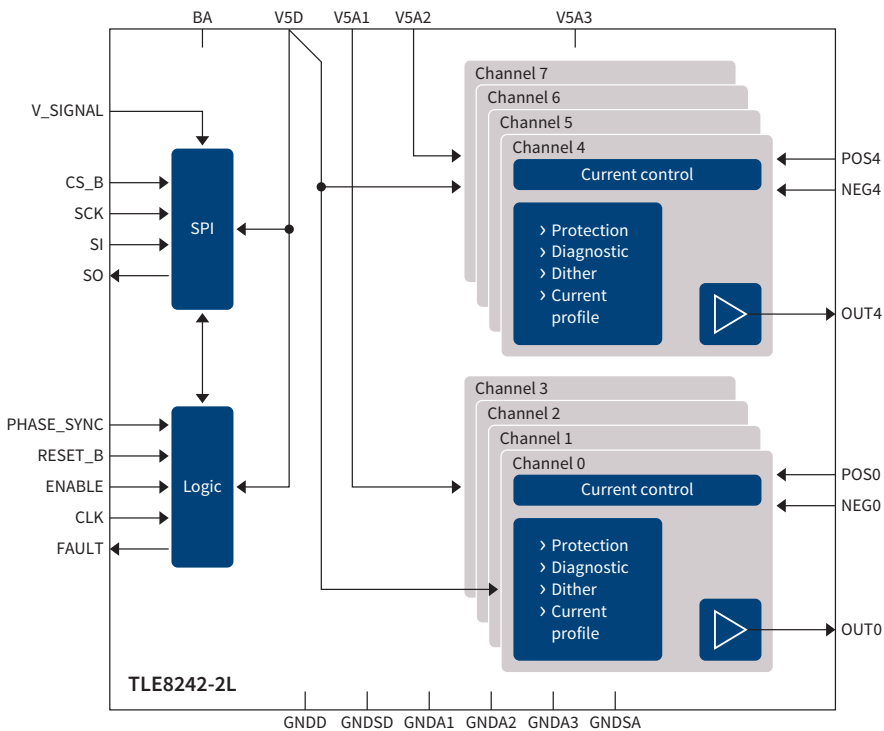 BA
V5D
V5A1
V5A2
V5A3
V_SIGNAL
CS_B
SCK
SI
SO
SPI
PHASE_SYNC
RESET_B
ENABLE
CLK
FAULT
Logic
Channel 7
Channel 6
Channel 5
Channel 4
Current control
> Protection
> Diagnostic
> Dither
> Current
profile
POS4
NEG4
OUT4
Channel 3
Channel 2
Channel 1
Channel 0
Current control
> Protection
> Diagnostic
> Dither
> Current
profile
POS0
NEG0
OUT0
TLE8242-2L
GNDD
GNDSD
GNDA1
GNDA2
GNDA3
GNDSA